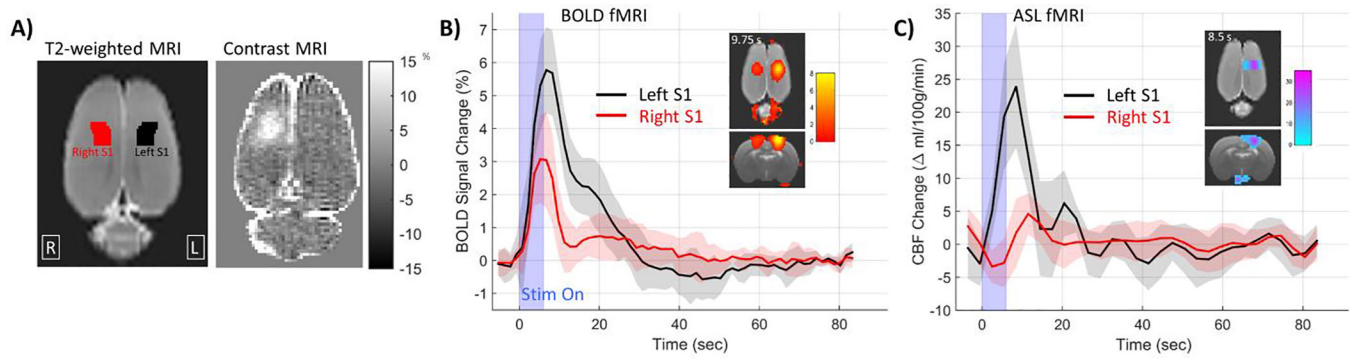 A)
T2-weighted MRI
Contrast MRI
%
15
10
5
0
-5
-10
-15
Right S1
Left S1
R
L
B)
BOLD fMRI
BOLD Signal Change (%)
7
6
5
4
3
2
1
0
-1
Left S1
Right S1
Stim On
9.75 s
8
6
4
2
0
0
20
40
60
80
Time (sec)
C)
ASL fMRI
CBF Change (Δ ml/100g/min)
35
30
25
20
15
10
5
0
-5
-10
Left S1
Right S1
8.5 s
30
20
10
0
0
20
40
60
80
Time (sec)